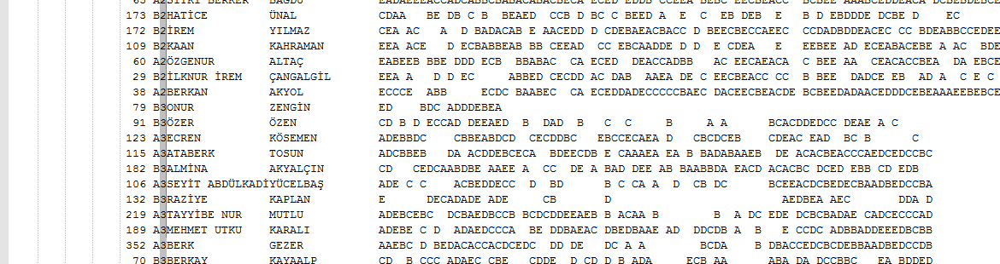 173 B2HATİCE ÜNAL CDAA BE DB C B BEAED CCB D BC C BEED A E C EB DEB E B D EBDDDE DCBE D EC
172 B2İREM YILMAZ CEA AC A D BADACAB E AACEDD D CDEBAEACBACC D BEECBECCAEEC CCDADBDDEACEC CC BDEABBCCEDEE
109 B2KAAN KAHRAMAN EEA ACE D ECBABBEAB BB CEEAD CC EBCAADDE D D E CDEA E EEBEE AD ECEABACEBE A AC BDE
60 A2ÖZGENUR ALTAÇ EABEEB BBE DDD ECB BBABAC CA ECED DEACCADBB AC EECAEACA C BEE AA CEACACCBEA DA EBCE
29 B2İLKNUR İREM ÇANGALGİL EEA A D D EC ABBED CECDD AC DAB AAEA DE C EECBEACC CC B BEE DADCE EB AD A C E C
38 A2BERKAN AKYOL ECCCE ABB ECDC BAABEC CA ECEDDADECCCCCBAEC DACEECBEACDE BCBEEDADAACEDDDCEBEAAAEEBEBCE
79 B3ONUR ZENGİN ED BDC ADDDEBEA
91 B3ÖZER ÖZEN CD B D ECCAD DEEAED B DAD B C C B A A BCACDDEDCC DEAE A C
123 A3ECREN KÖSEMEN ADEBBDC CBBEABDCD CECDDBC EBCCECAEA D CBCDCEB CDEAC EAD BC B C
115 A3ATABERK TOSUN ADCBBEB DA ACDDEBCECA BDEECDB E CAAAEA EA B BADABAAEB DE ACACBEACCCAEDCEDCCBC
182 B3ALMİNA AKYALÇIN CD CEDCAABDBE AAEE A CC DE A BAD DEE AB BAABBDA EACD ACACBC DCED EBB CD EDB
106 A3SEYİT ABDÜLKADİYÜCELBAŞ ADE C C ACBEDDECC D BD B C CA A D CB DC BCEEACDCBEDECBAADBEDCCBA
132 B3RAZİYE KAPLAN E DECADADE ADE CB D AEDBEA AEC DDA D
219 A3TAYYİBE NUR MUTLU ADEBCEBC DCBAEDBCCB BCDCDDEEAEB B ACAA B B A DC EDE DCBCBADAE CADCECCCAD
189 A3MEHMET UTKU KARALI ADEBE C D ADAEDCCCA BE DDBAEAC DBEDBAAE AD DDCDB A B E CCDC ADBBADDEEEDBCBB
352 A3BERK GEZER AAEBC D BEDACACCACDCEDC DD DE DC A A BCDA B DBACCEDCBCDEBBAADBEDCCDB
70 B3BERKAY KAYAALP CD B CCC ADAEC CBE CDDE D CD D B ADA ECB AA ABA DA DCCBBC EA BDDED